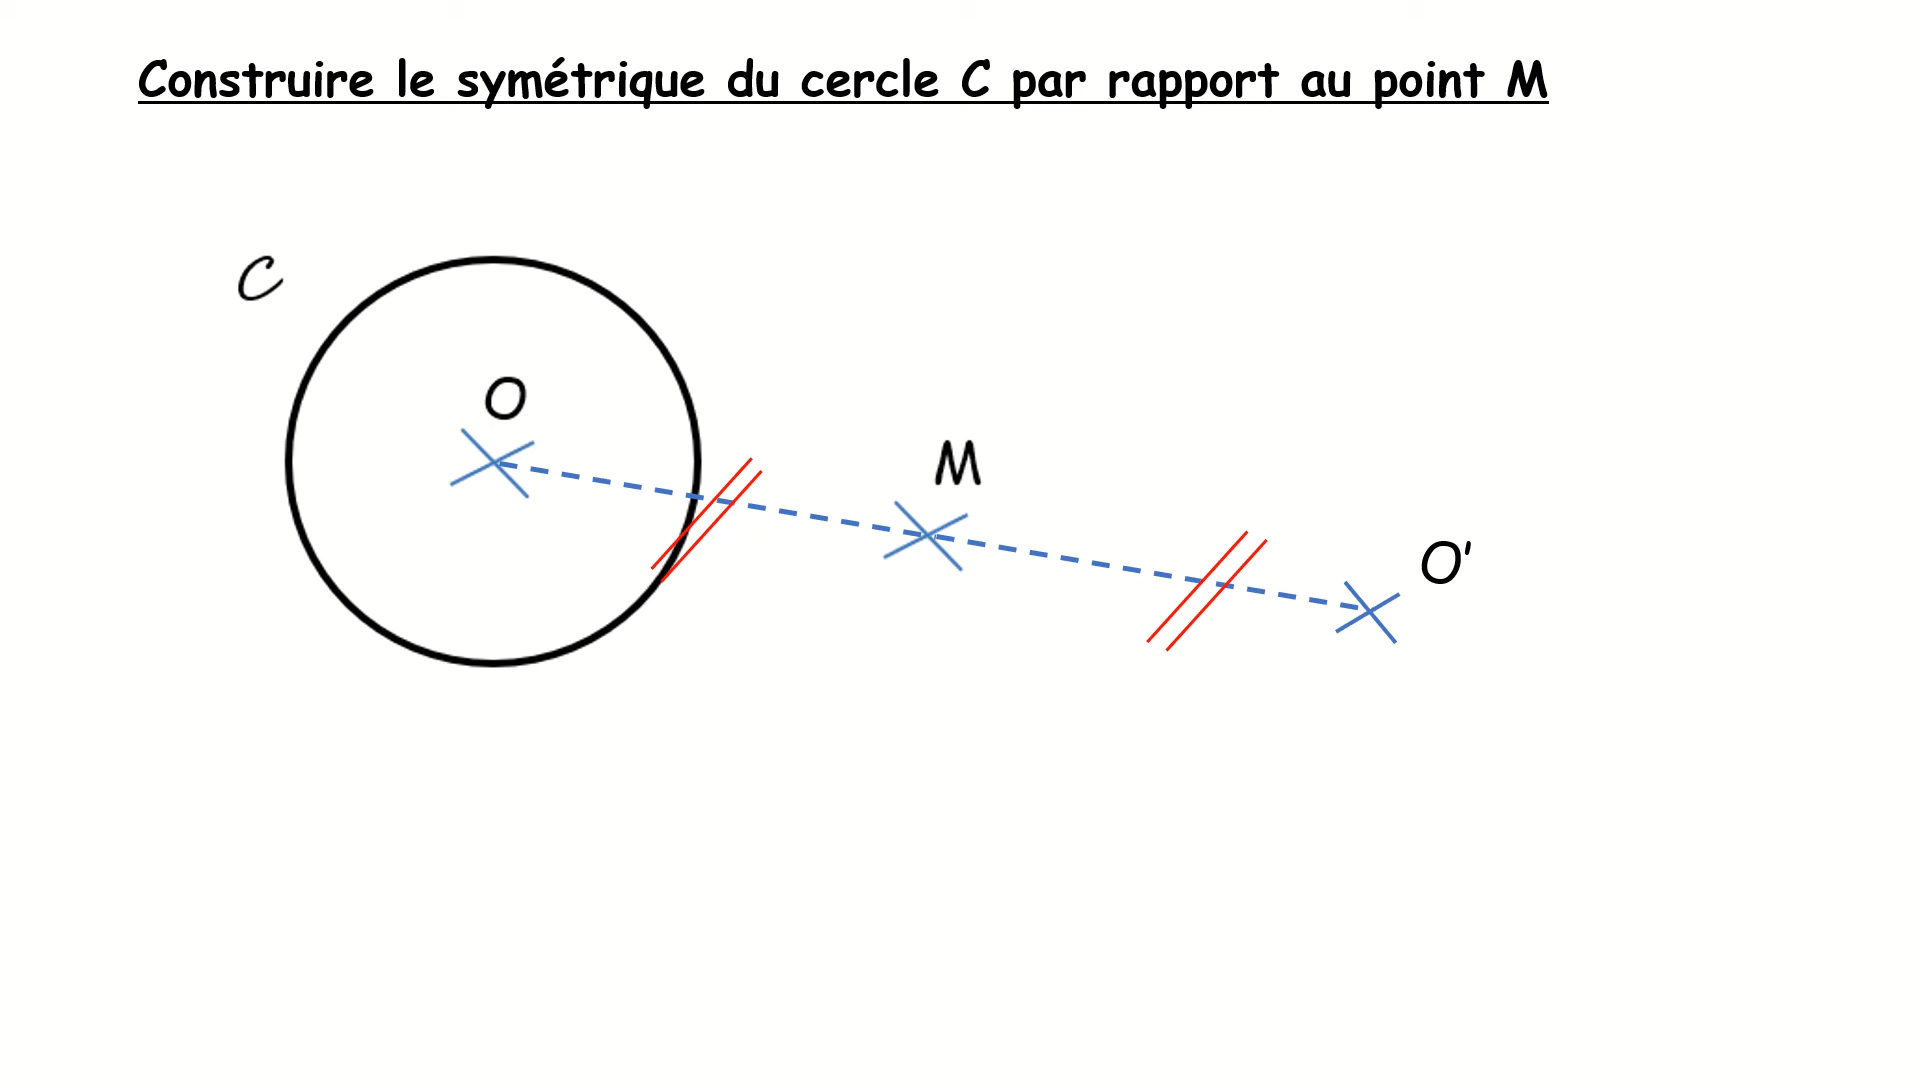 Construire le symétrique du cercle C par rapport au point M
C
O
M
O'